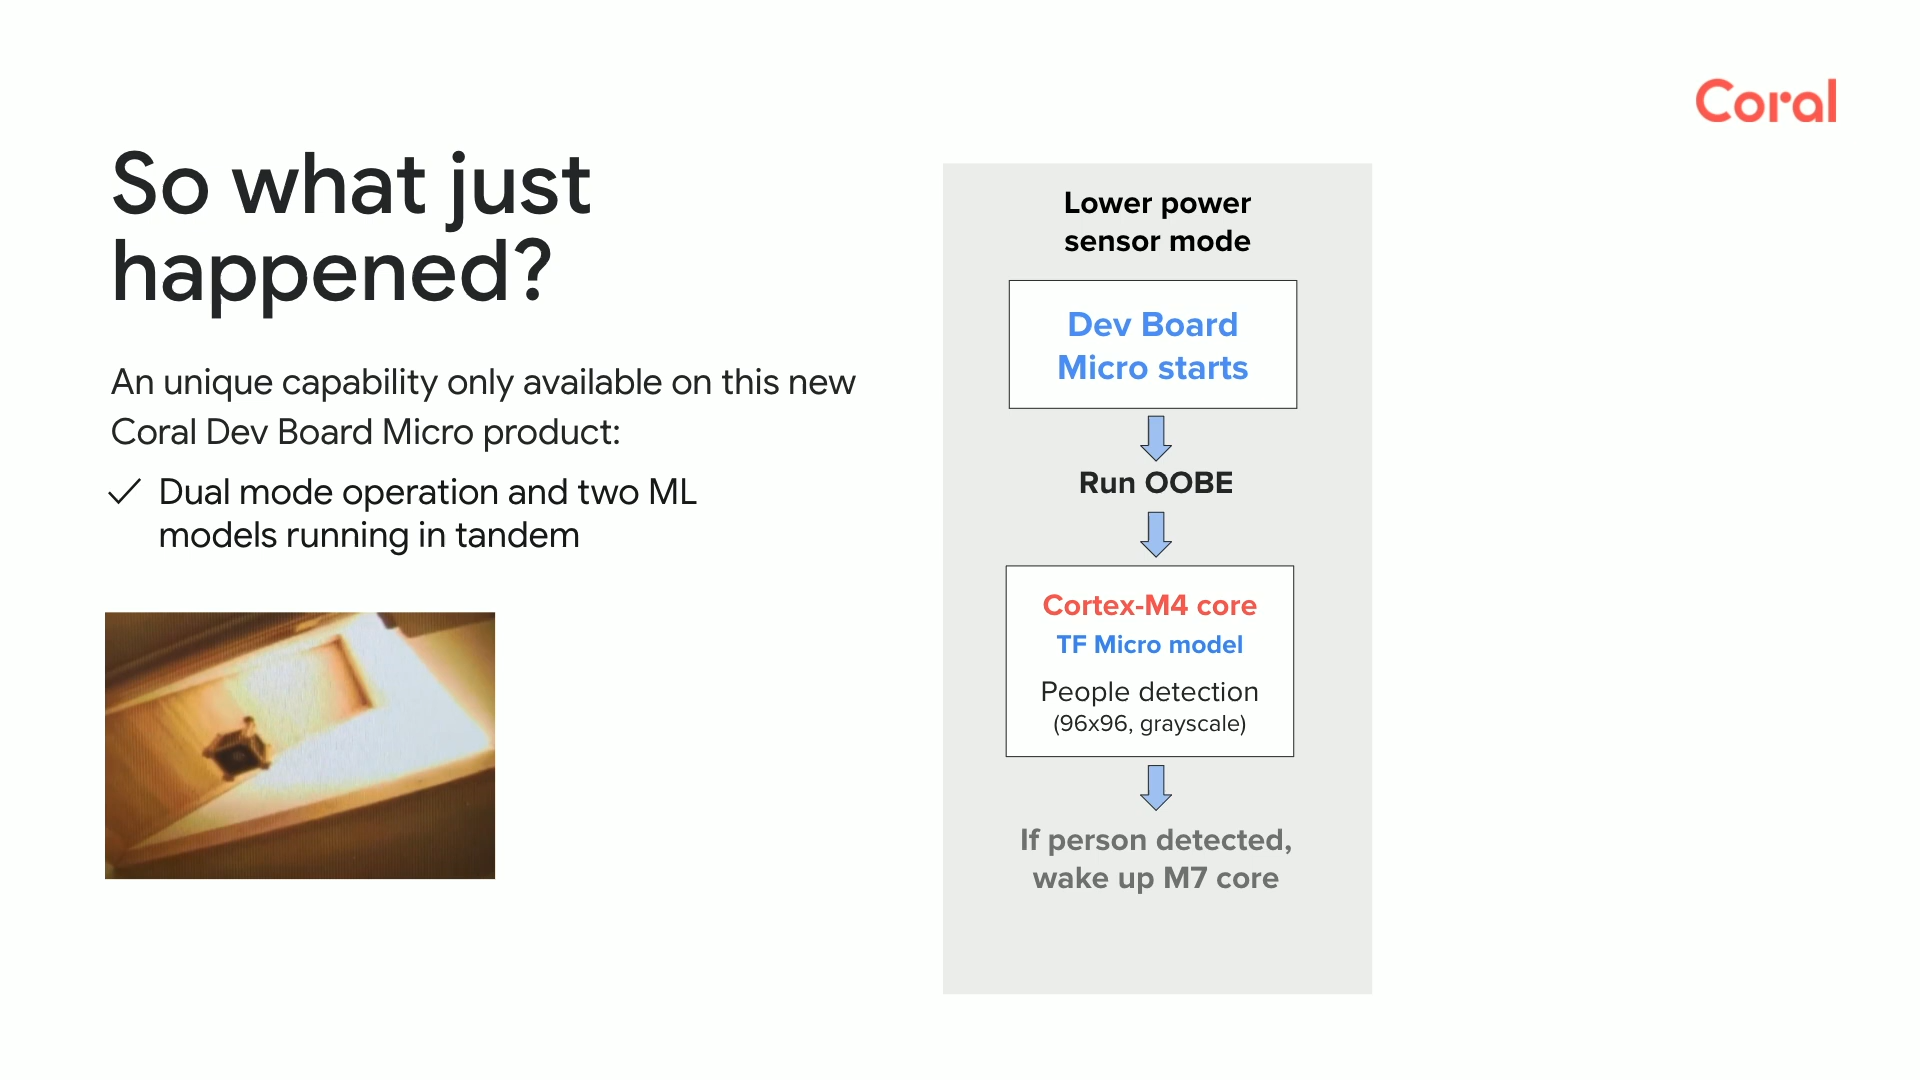 Coral
So what just
happened?
An unique capability only available on this new
Coral Dev Board Micro product:
Dual mode operation and two ML
models running in tandem
Lower power
sensor mode
Dev Board
Micro starts
Run OOBE
Cortex-M4 core
TF Micro model
People detection
(96x96, grayscale)
If person detected,
wake up M7 core